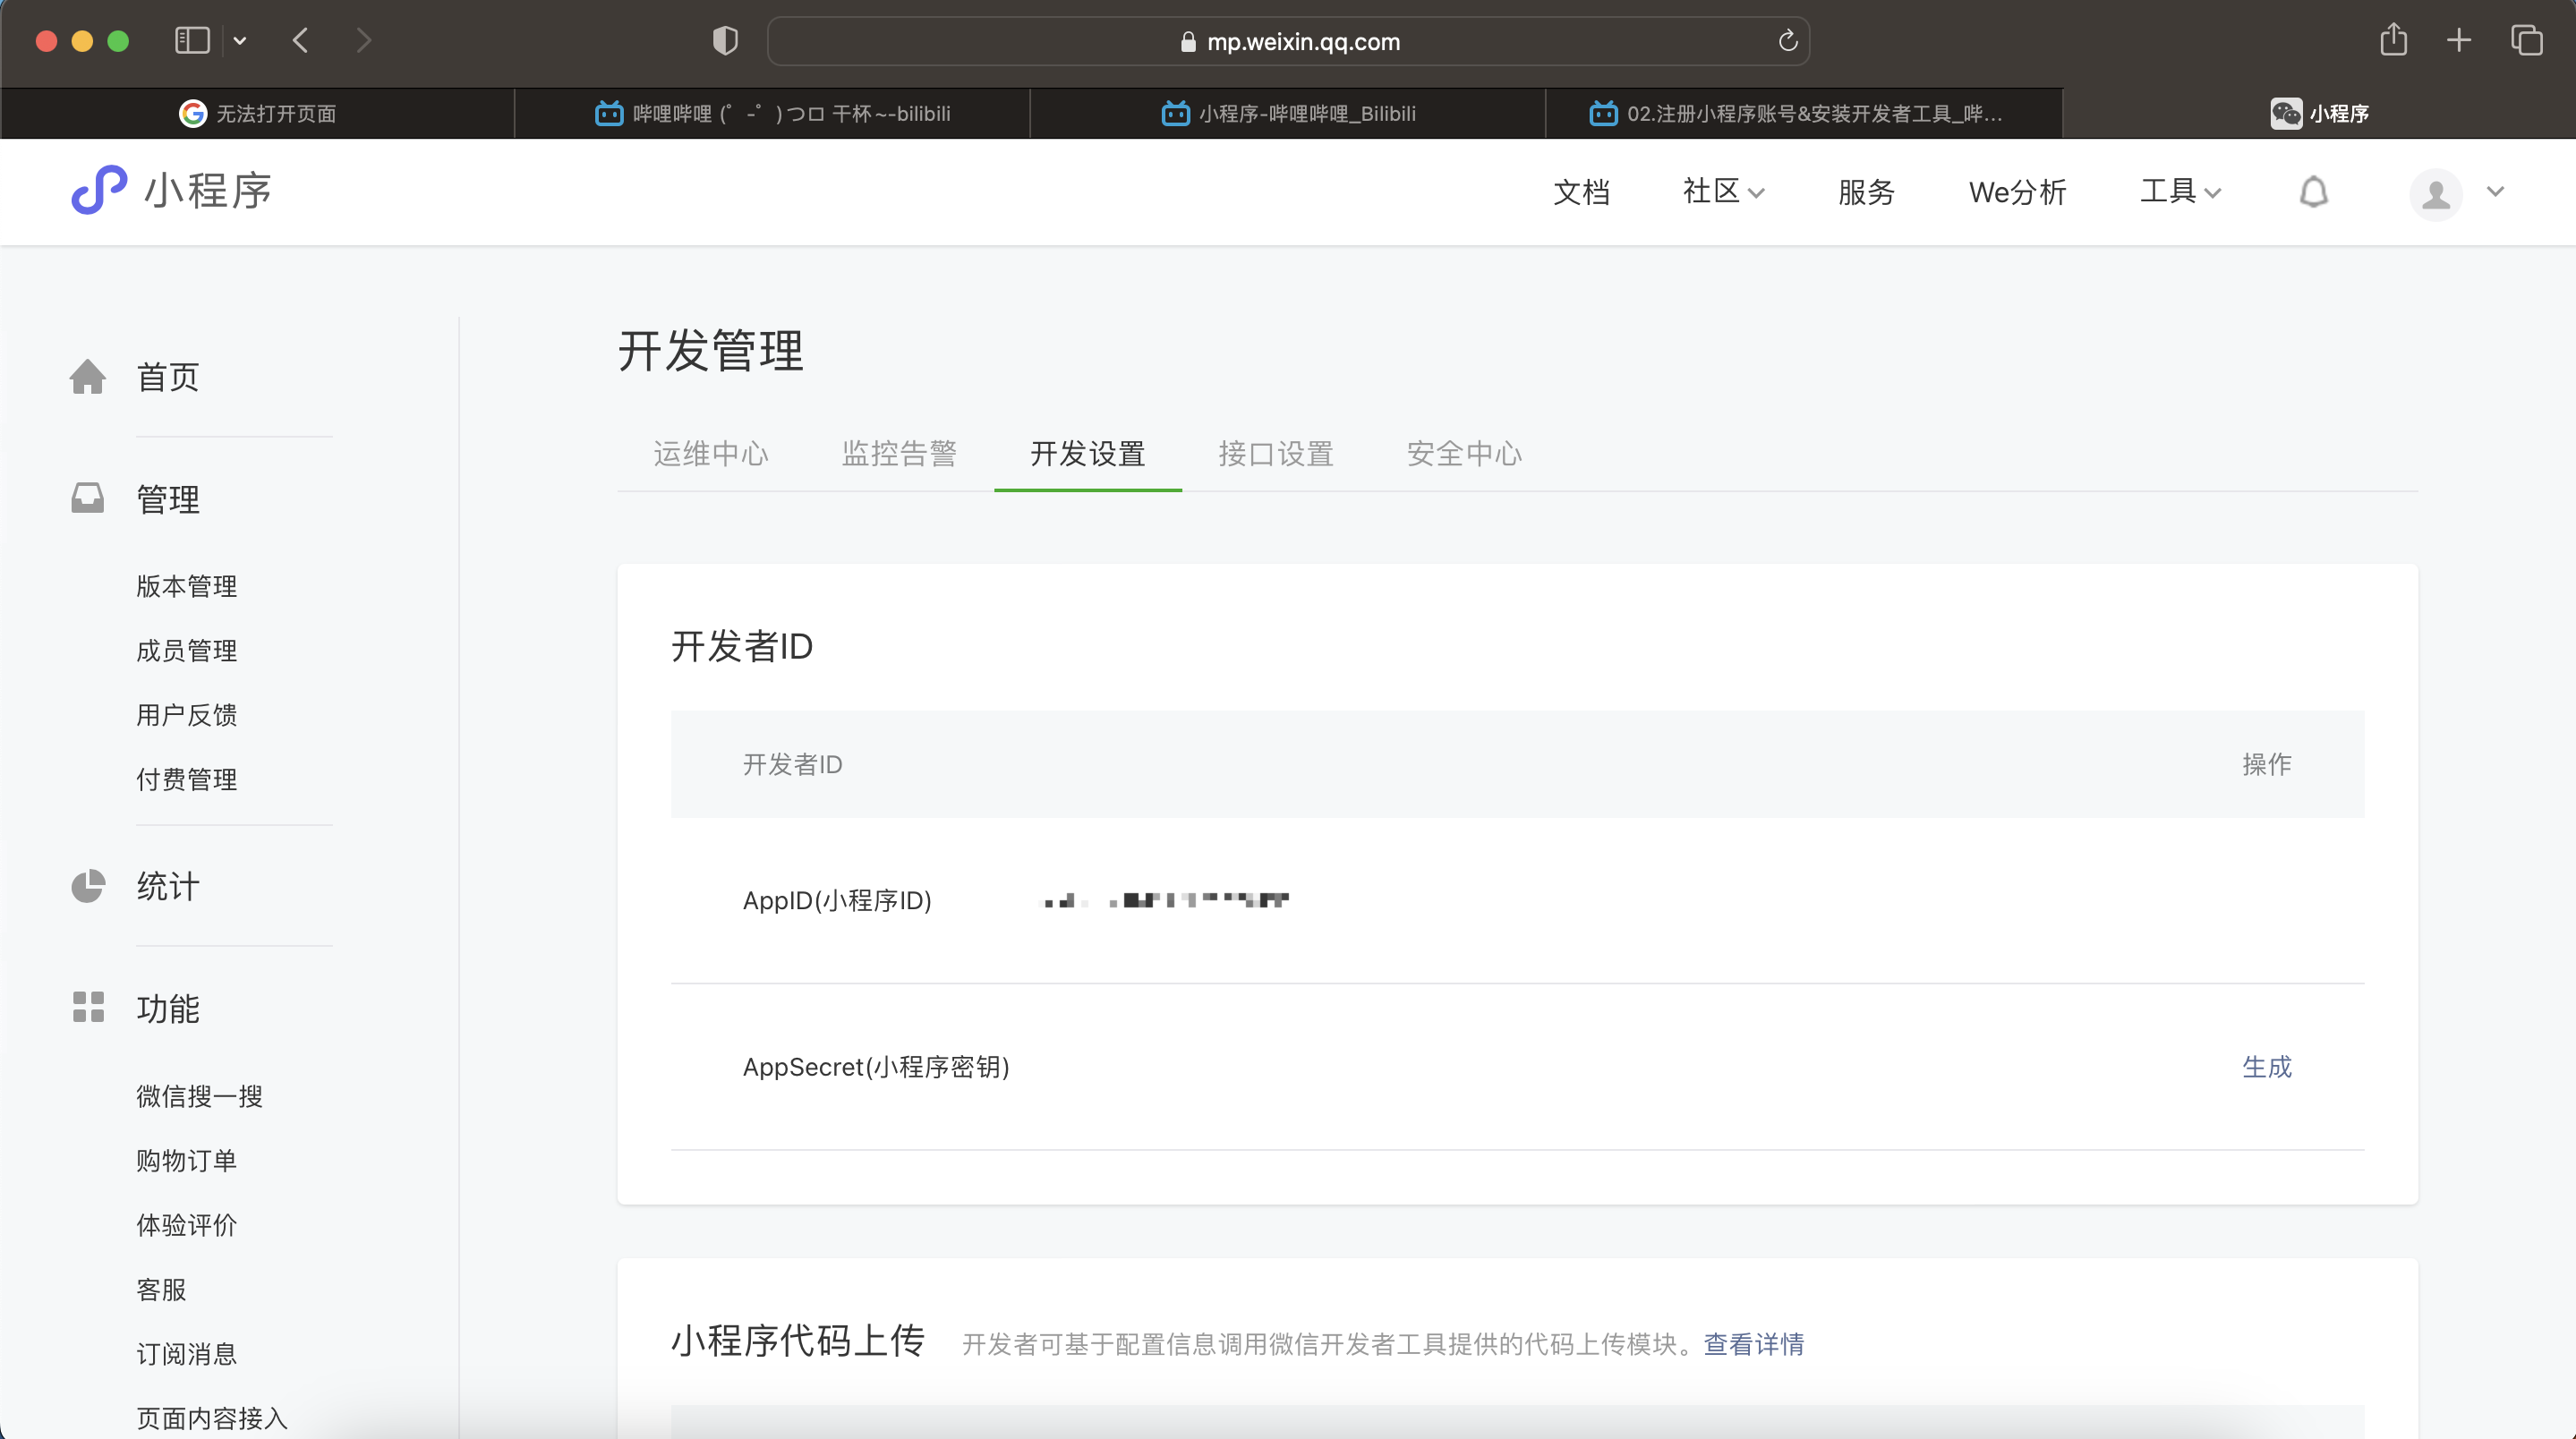 mp.weixin.qq.com
无法打开页面
哔哩哔哩 (゜-゜)つロ 干杯~-bilibili
小程序-哔哩哔哩_Bilibili
02.注册小程序账号&安装开发者工具_哔...
小程序
小程序
文档
社区
服务
We分析
工具
首页
管理
版本管理
成员管理
用户反馈
付费管理
统计
功能
微信搜一搜
购物订单
体验评价
客服
订阅消息
页面内容接入
开发管理
运维中心
监控告警
开发设置
接口设置
安全中心
开发者ID
开发者ID
操作
AppID(小程序ID)
AppSecret(小程序密钥)
生成
小程序代码上传
开发者可基于配置信息调用微信开发者工具提供的代码上传模块。查看详情